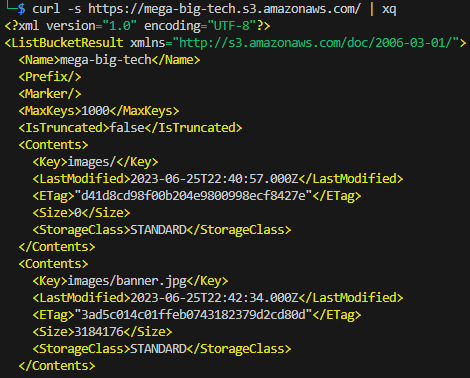 └─$ curl -s https://mega-big-tech.s3.amazonaws.com/ | xq
<?xml version="1.0" encoding="UTF-8"?>
<ListBucketResult xmlns="http://s3.amazonaws.com/doc/2006-03-01/">
  <Name>mega-big-tech</Name>
  <Prefix/>
  <Marker/>
  <MaxKeys>1000</MaxKeys>
  <IsTruncated>false</IsTruncated>
  <Contents>
    <Key>images/</Key>
    <LastModified>2023-06-25T22:40:57.000Z</LastModified>
    <ETag>"d41d8cd98f00b204e9800998ecf8427e"</ETag>
    <Size>0</Size>
    <StorageClass>STANDARD</StorageClass>
  </Contents>
  <Contents>
    <Key>images/banner.jpg</Key>
    <LastModified>2023-06-25T22:42:34.000Z</LastModified>
    <ETag>"3ad5c014c01ffeb0743182379d2cd80d"</ETag>
    <Size>3184176</Size>
    <StorageClass>STANDARD</StorageClass>
  </Contents>